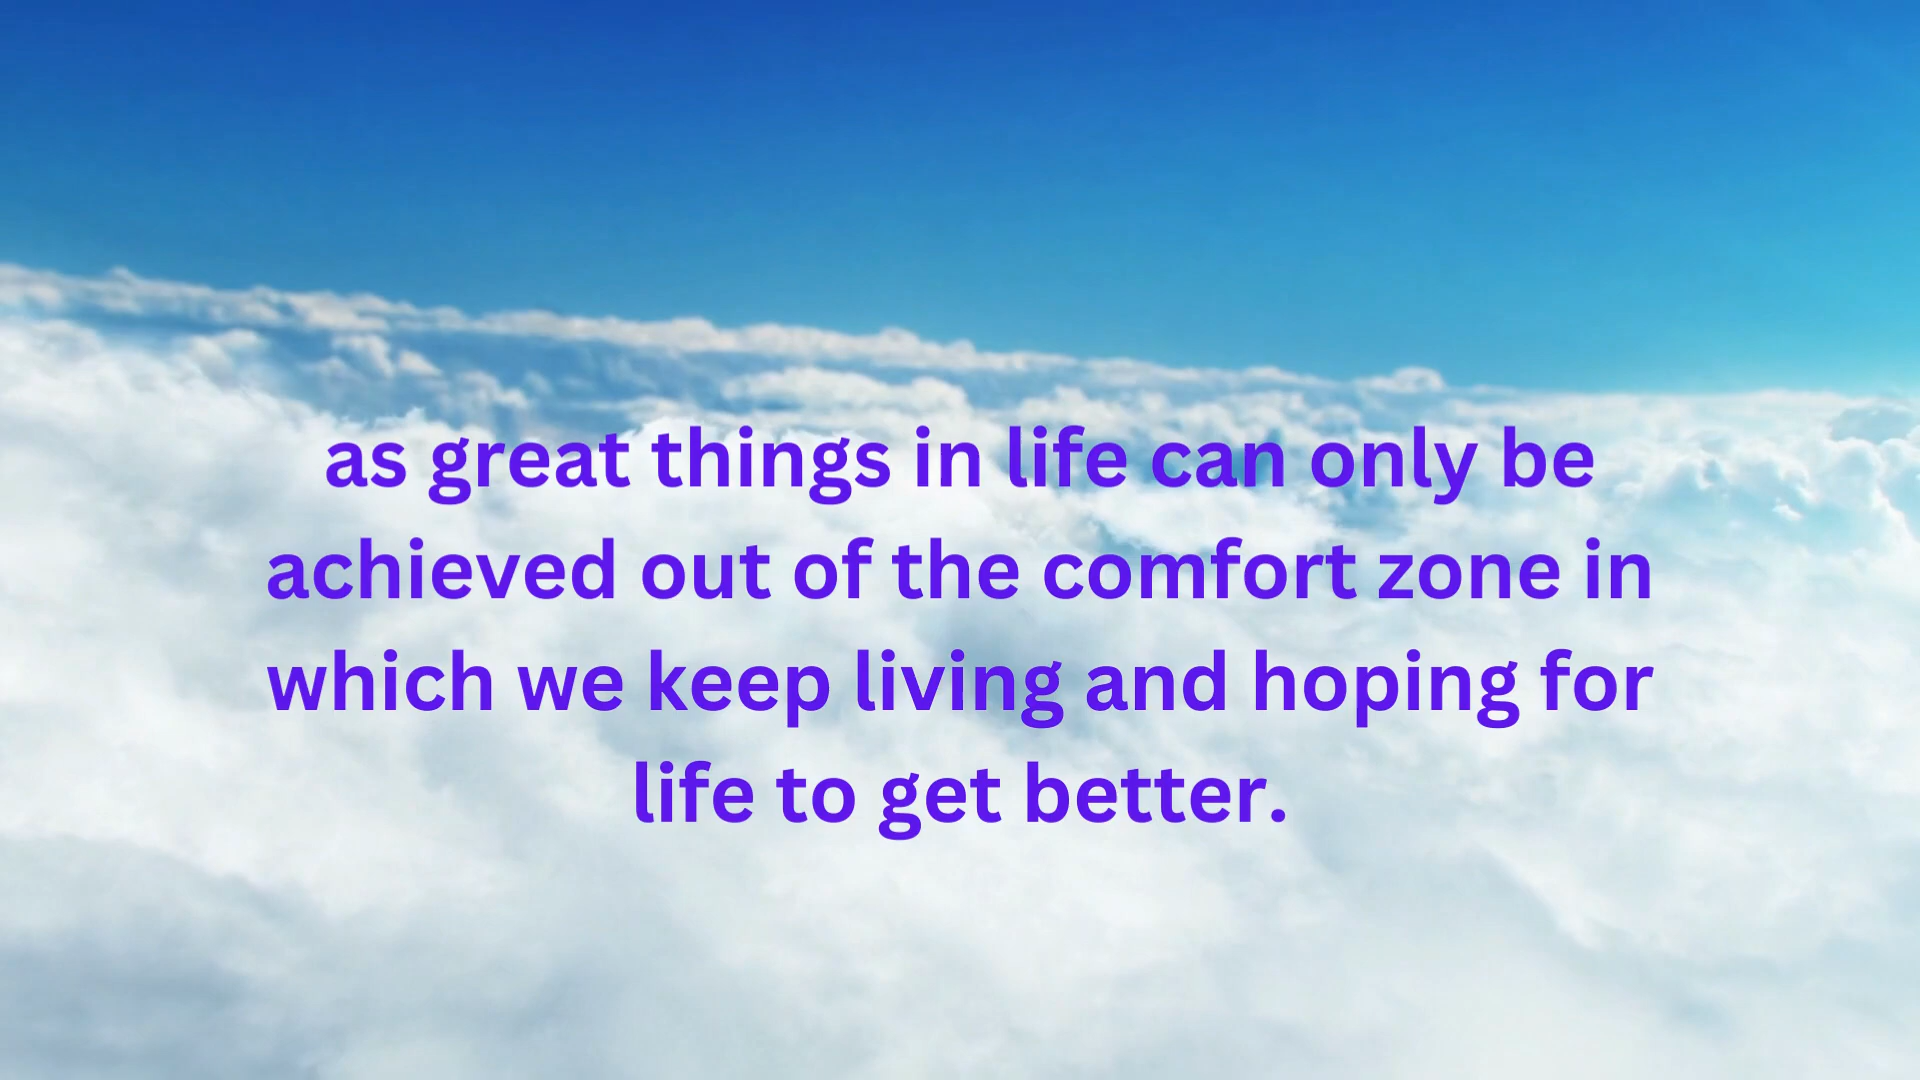 as great things in life can only be
achieved out of the comfort zone in
which we keep living and hoping for
life to get better.